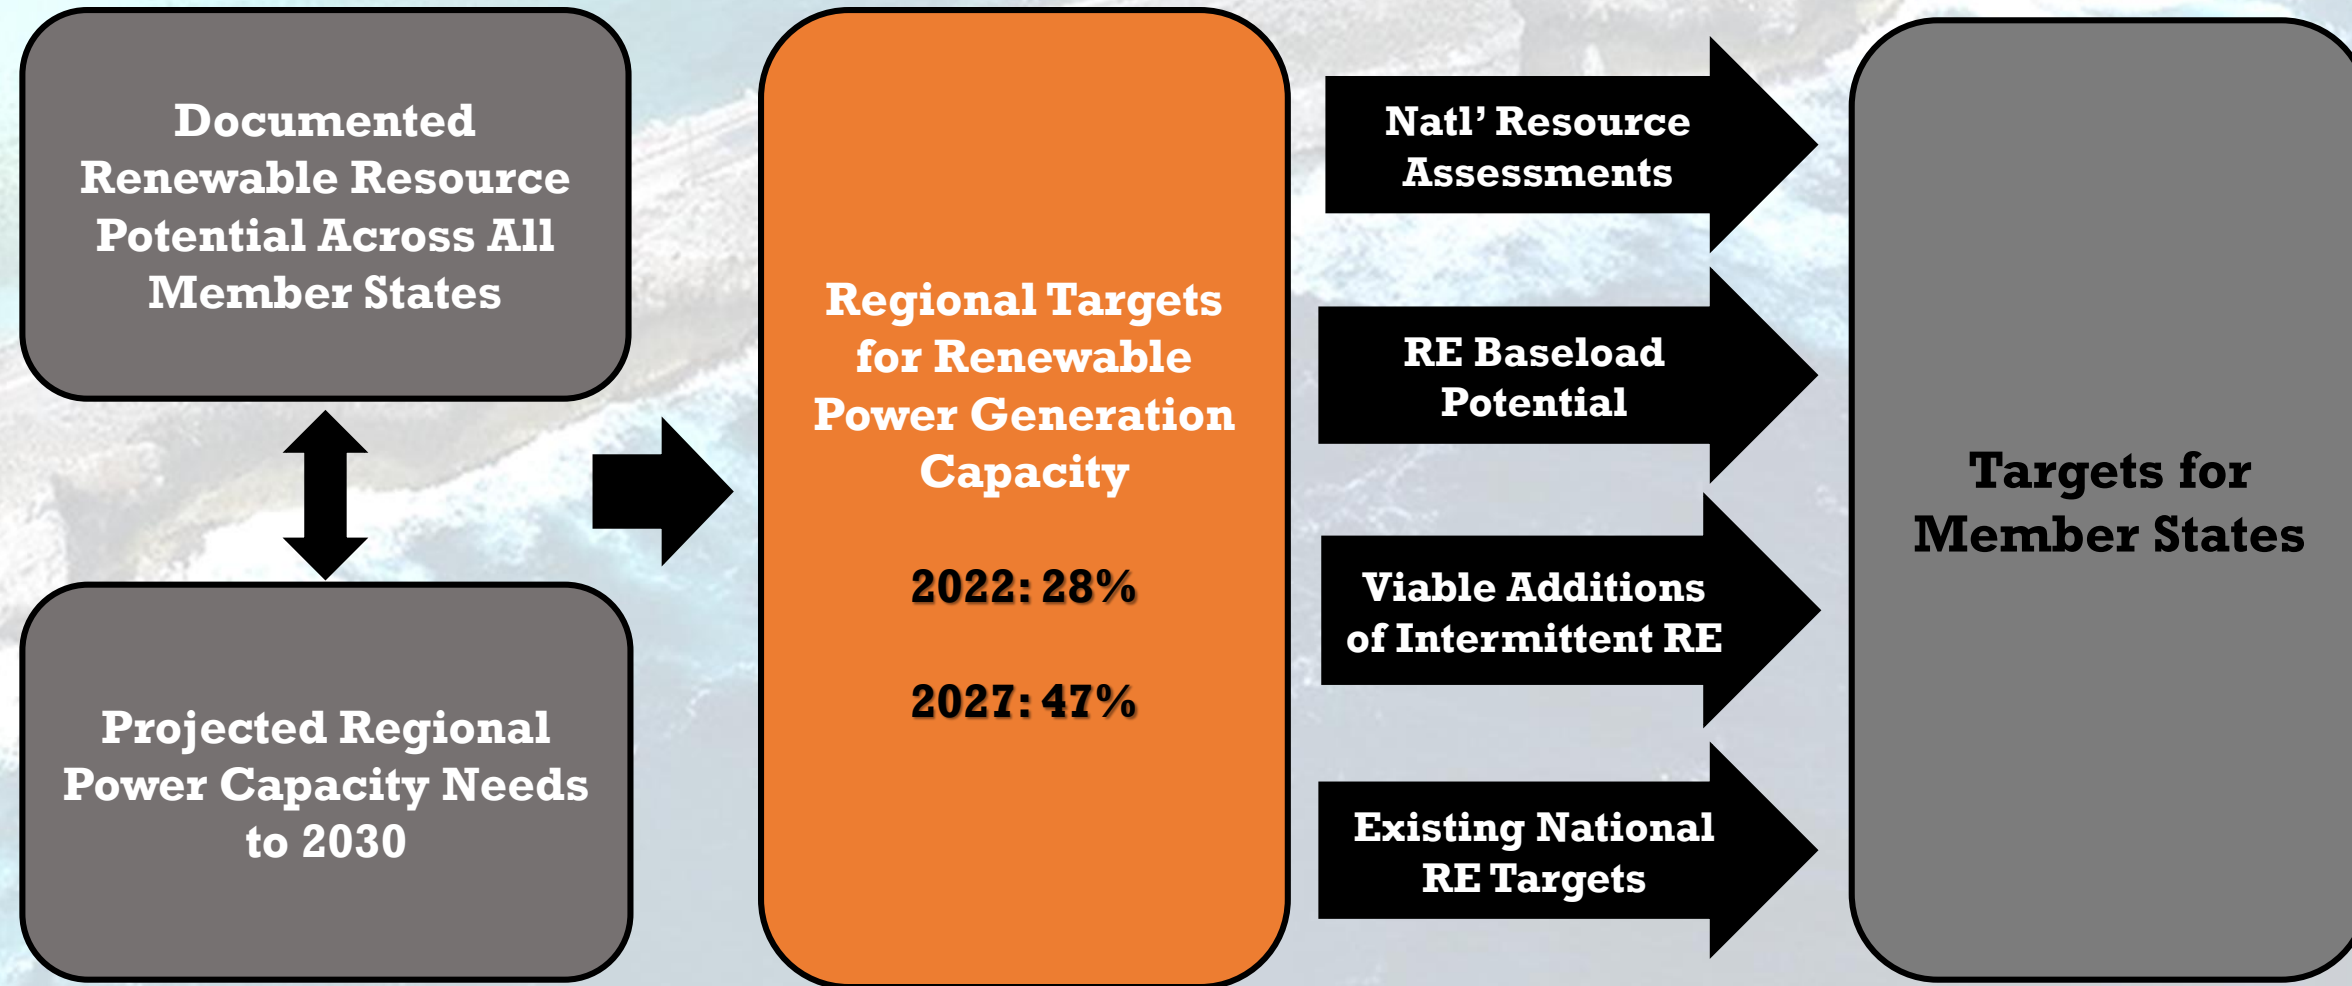 Documented
Renewable Resource
Potential Across All
Member States
Projected Regional
Power Capacity Needs
to 2030
Regional Targets
for Renewable
Power Generation
Capacity
2022: 28%
2027: 47%
Natl’ Resource
Assessments
RE Baseload
Potential
Viable Additions
of Intermittent RE
Existing National
RE Targets
Targets for
Member States